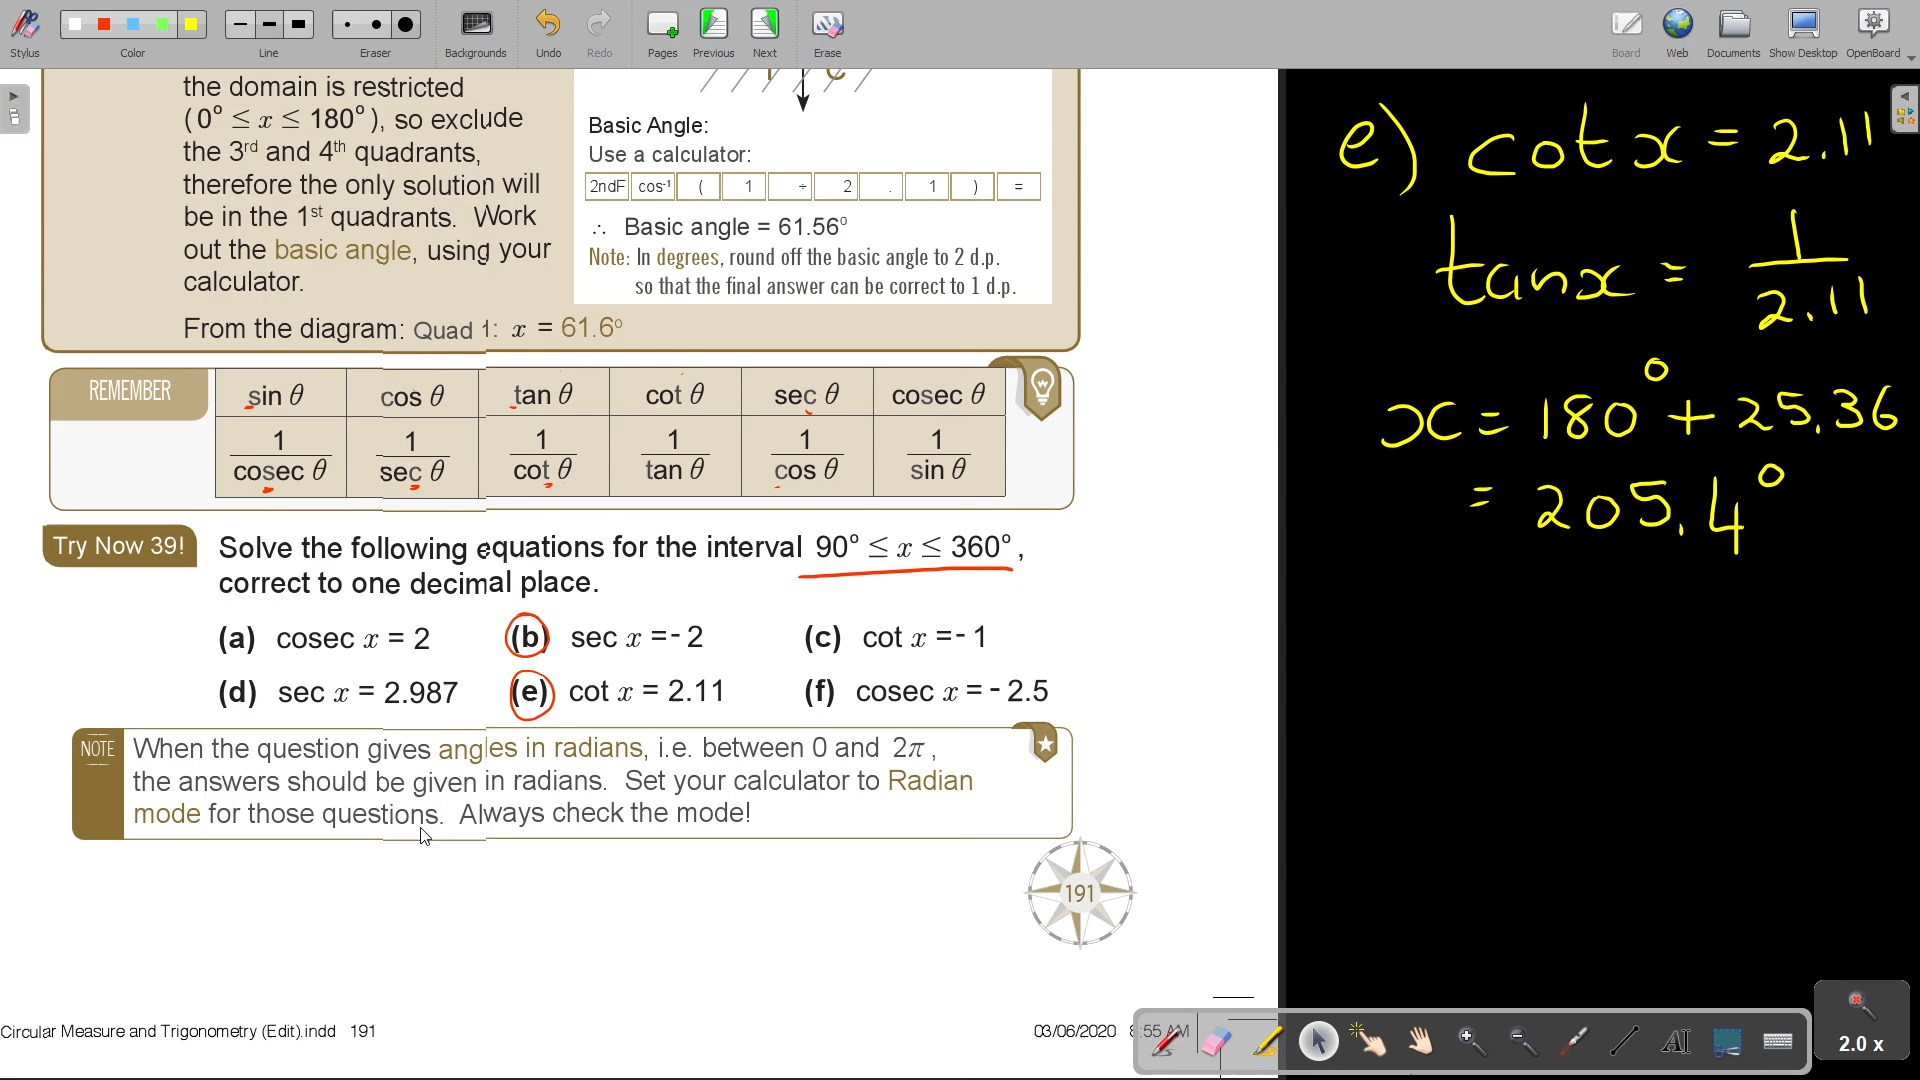 Stylus Color Line Eraser Backgrounds Undo Redo Pages Previous Next Erase Board Web Documents Show Desktop OpenBoard
the domain is restricted
(0° ≤ x ≤ 180°), so exclude
the 3rd and 4th quadrants,
therefore the only solution will
be in the 1st quadrants. Work
out the basic angle, using your
calculator.
Basic Angle:
Use a calculator:
2ndF cos⁻¹ ( 1 ÷ 2 . 1 ) =
∴ Basic angle = 61.56°
Note: In degrees, round off the basic angle to 2 d.p.
so that the final answer can be correct to 1 d.p.
From the diagram: Quad 1: x = 61.6°
REMEMBER
sin θ cos θ tan θ cot θ sec θ cosec θ
1/cosec θ 1/sec θ 1/cot θ 1/tan θ 1/cos θ 1/sin θ
Try Now 39! Solve the following equations for the interval 90° ≤ x ≤ 360°,
correct to one decimal place.
(a) cosec x = 2 (b) sec x = - 2 (c) cot x = - 1
(d) sec x = 2.987 (e) cot x = 2.11 (f) cosec x = - 2.5
NOTE
When the question gives angles in radians, i.e. between 0 and 2π,
the answers should be given in radians. Set your calculator to Radian
mode for those questions. Always check the mode!
191
Circular Measure and Trigonometry (Edit).indd 191
03/06/2020 8:55 AM
e) cot x = 2.11
tan x = 1/2.11
x = 180° + 25.36
= 205.4°
2.0 x